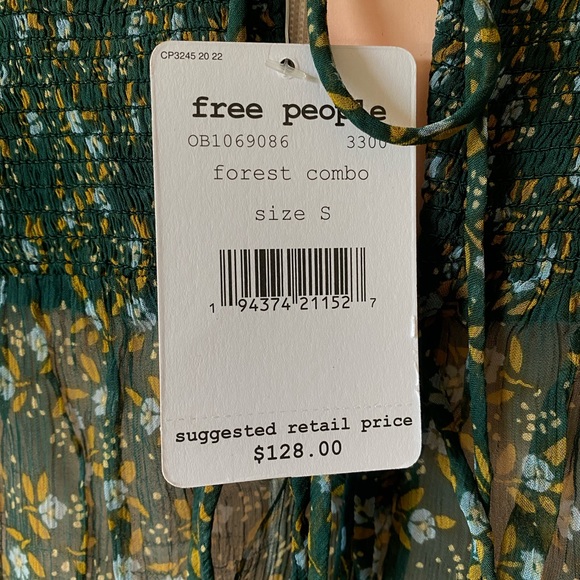 CP3245 20 22
free people
OB1069086 3300
forest combo
size S
1 94374 21152 7
suggested retail price
$128.00